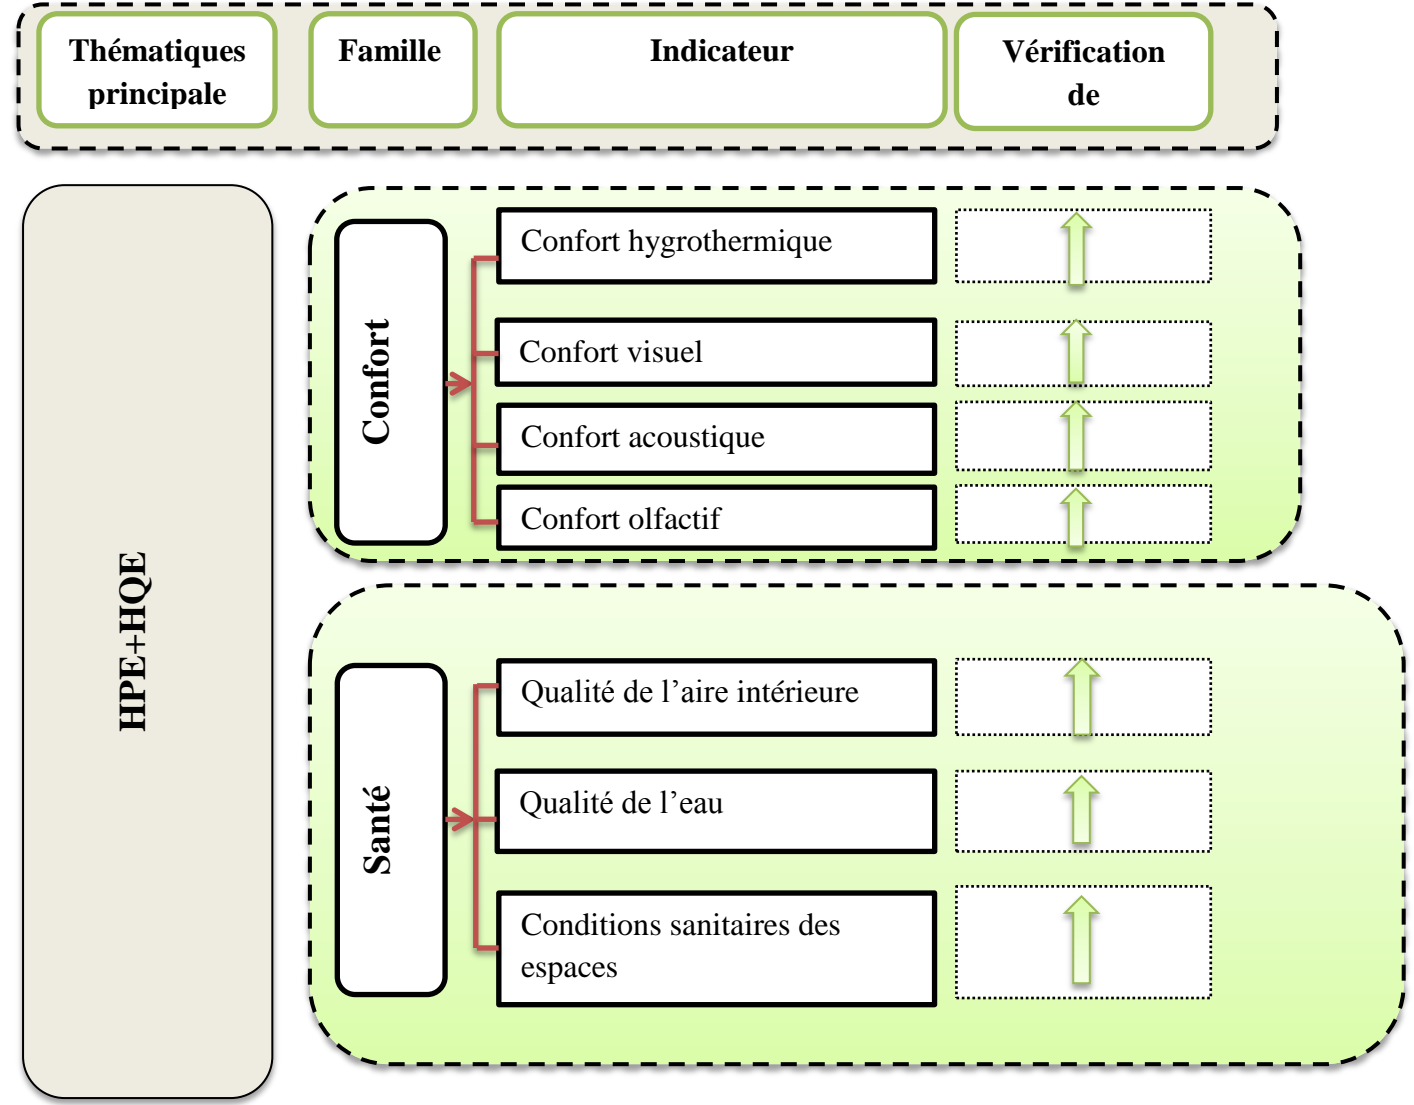 Thématiques
principale
Famille
Indicateur
Vérification
de
HPE+HQE
Confort
Confort hygrothermique
Confort visuel
Confort acoustique
Confort olfactif
Santé
Qualité de l’aire intérieure
Qualité de l’eau
Conditions sanitaires des
espaces